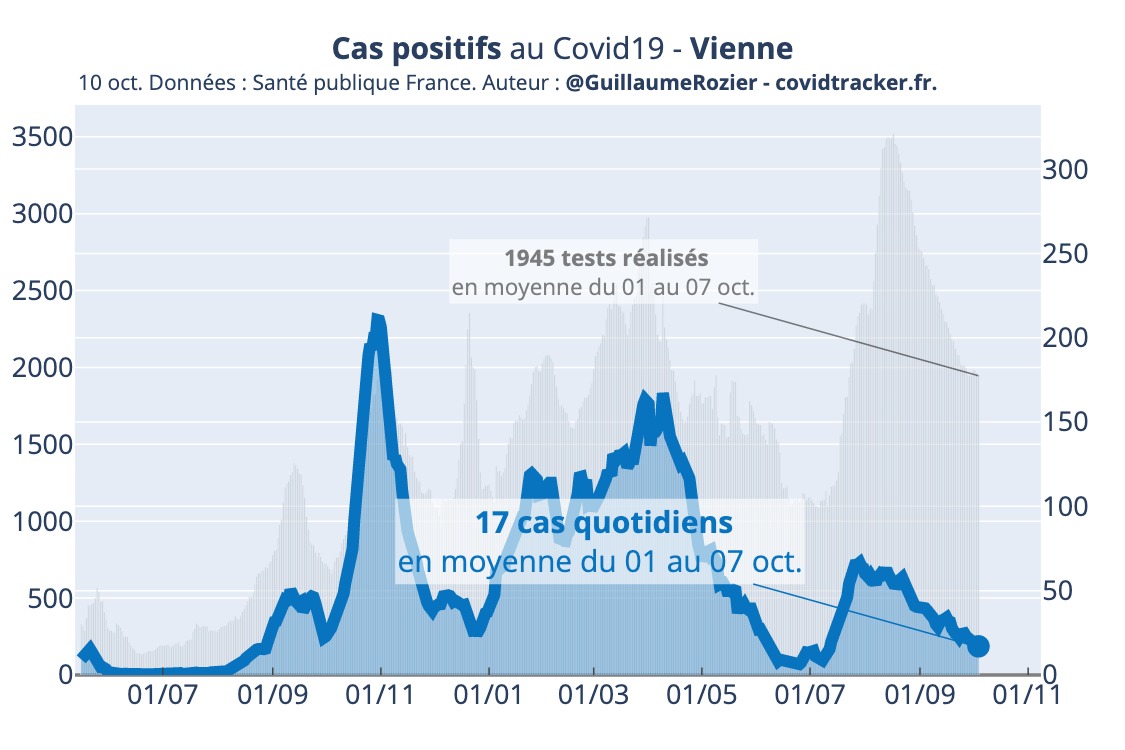 Cas positifs au Covid19 - Vienne
10 oct. Données : Santé publique France. Auteur : @GuillaumeRozier - covidtracker.fr.
3500
3000
2500
2000
1500
1000
500
0
300
250
200
150
100
50
0
1945 tests réalisés
en moyenne du 01 au 07 oct.
17 cas quotidiens
en moyenne du 01 au 07 oct.
01/07 01/09 01/11 01/01 01/03 01/05 01/07 01/09 01/11